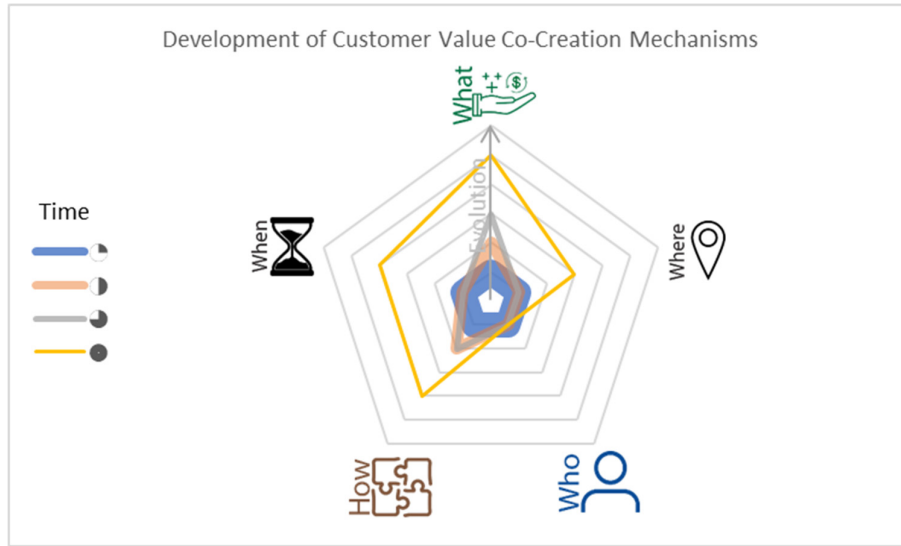 Development of Customer Value Co-Creation Mechanisms
What
$
Evolution
Time
When
Where
How
Who